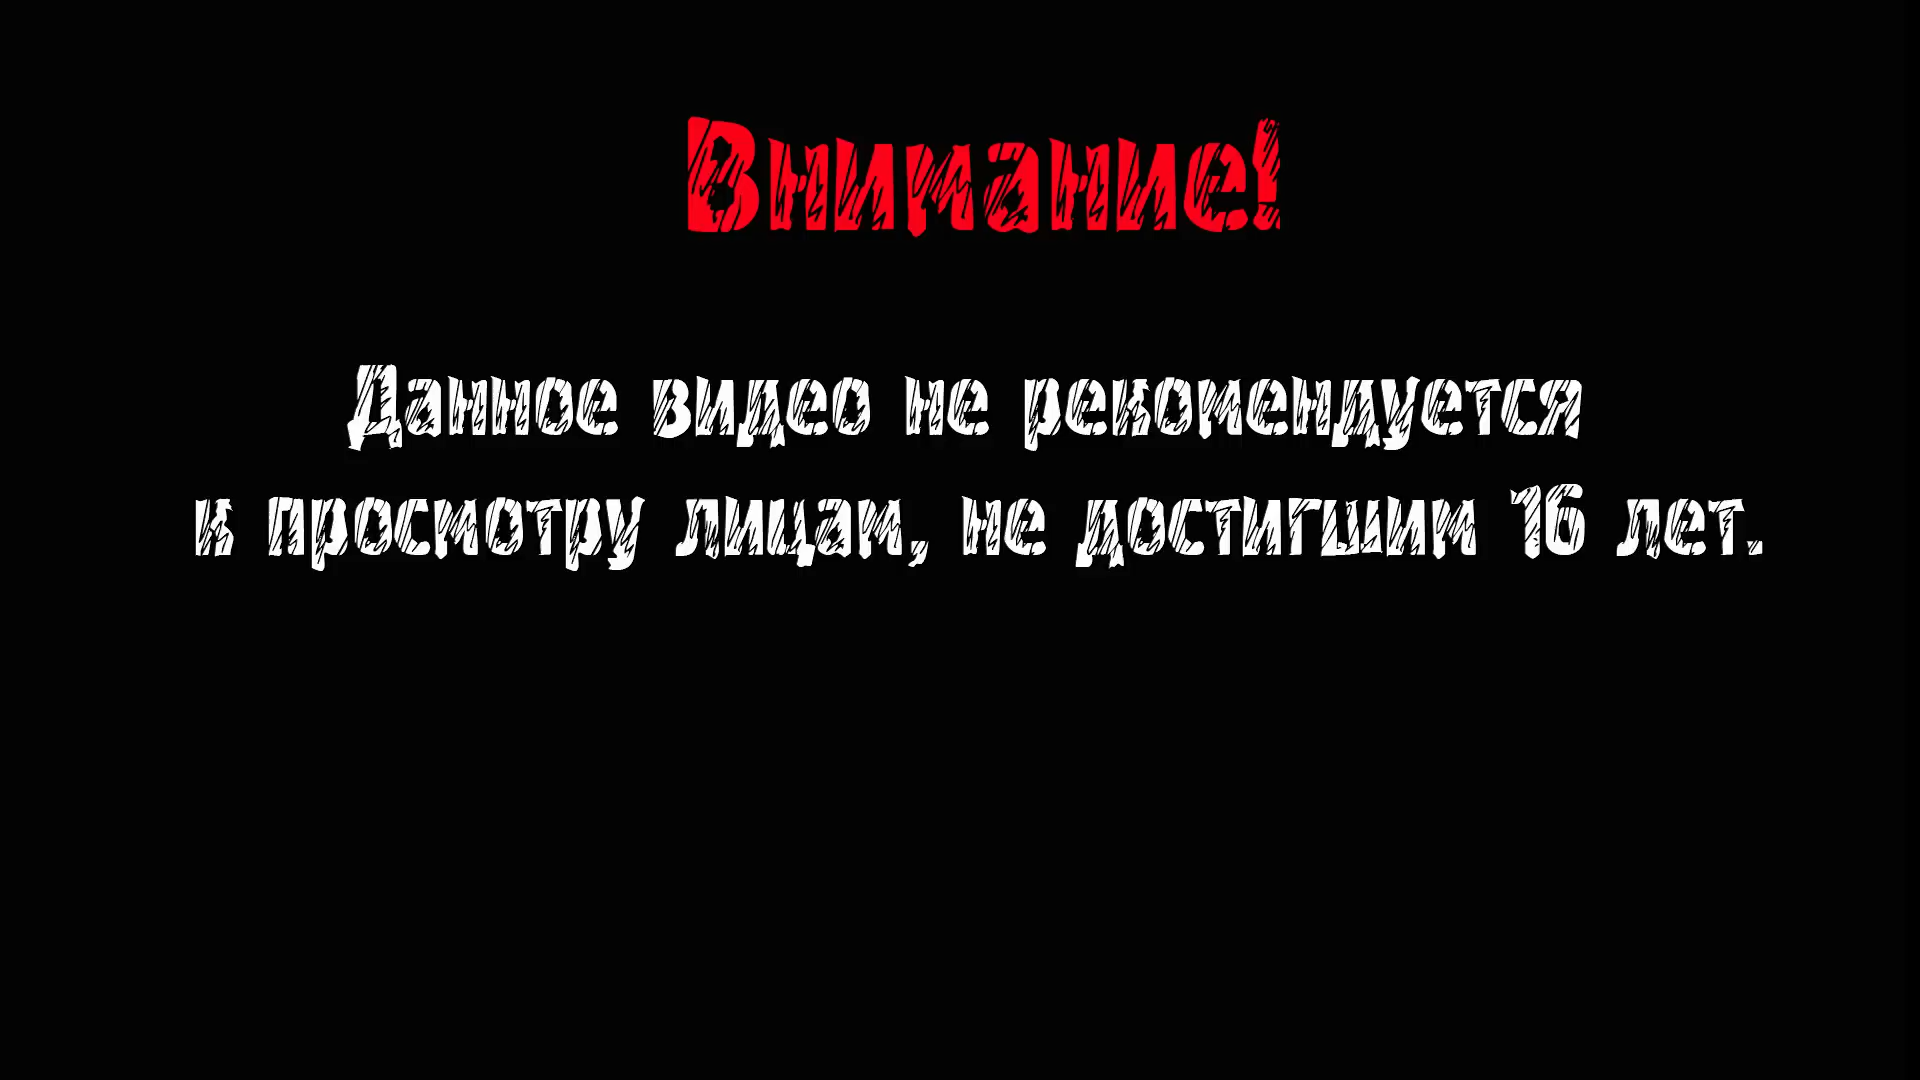 Внимание!
Данное видео не рекомендуется
к просмотру лицам, не достигшим 16 лет.